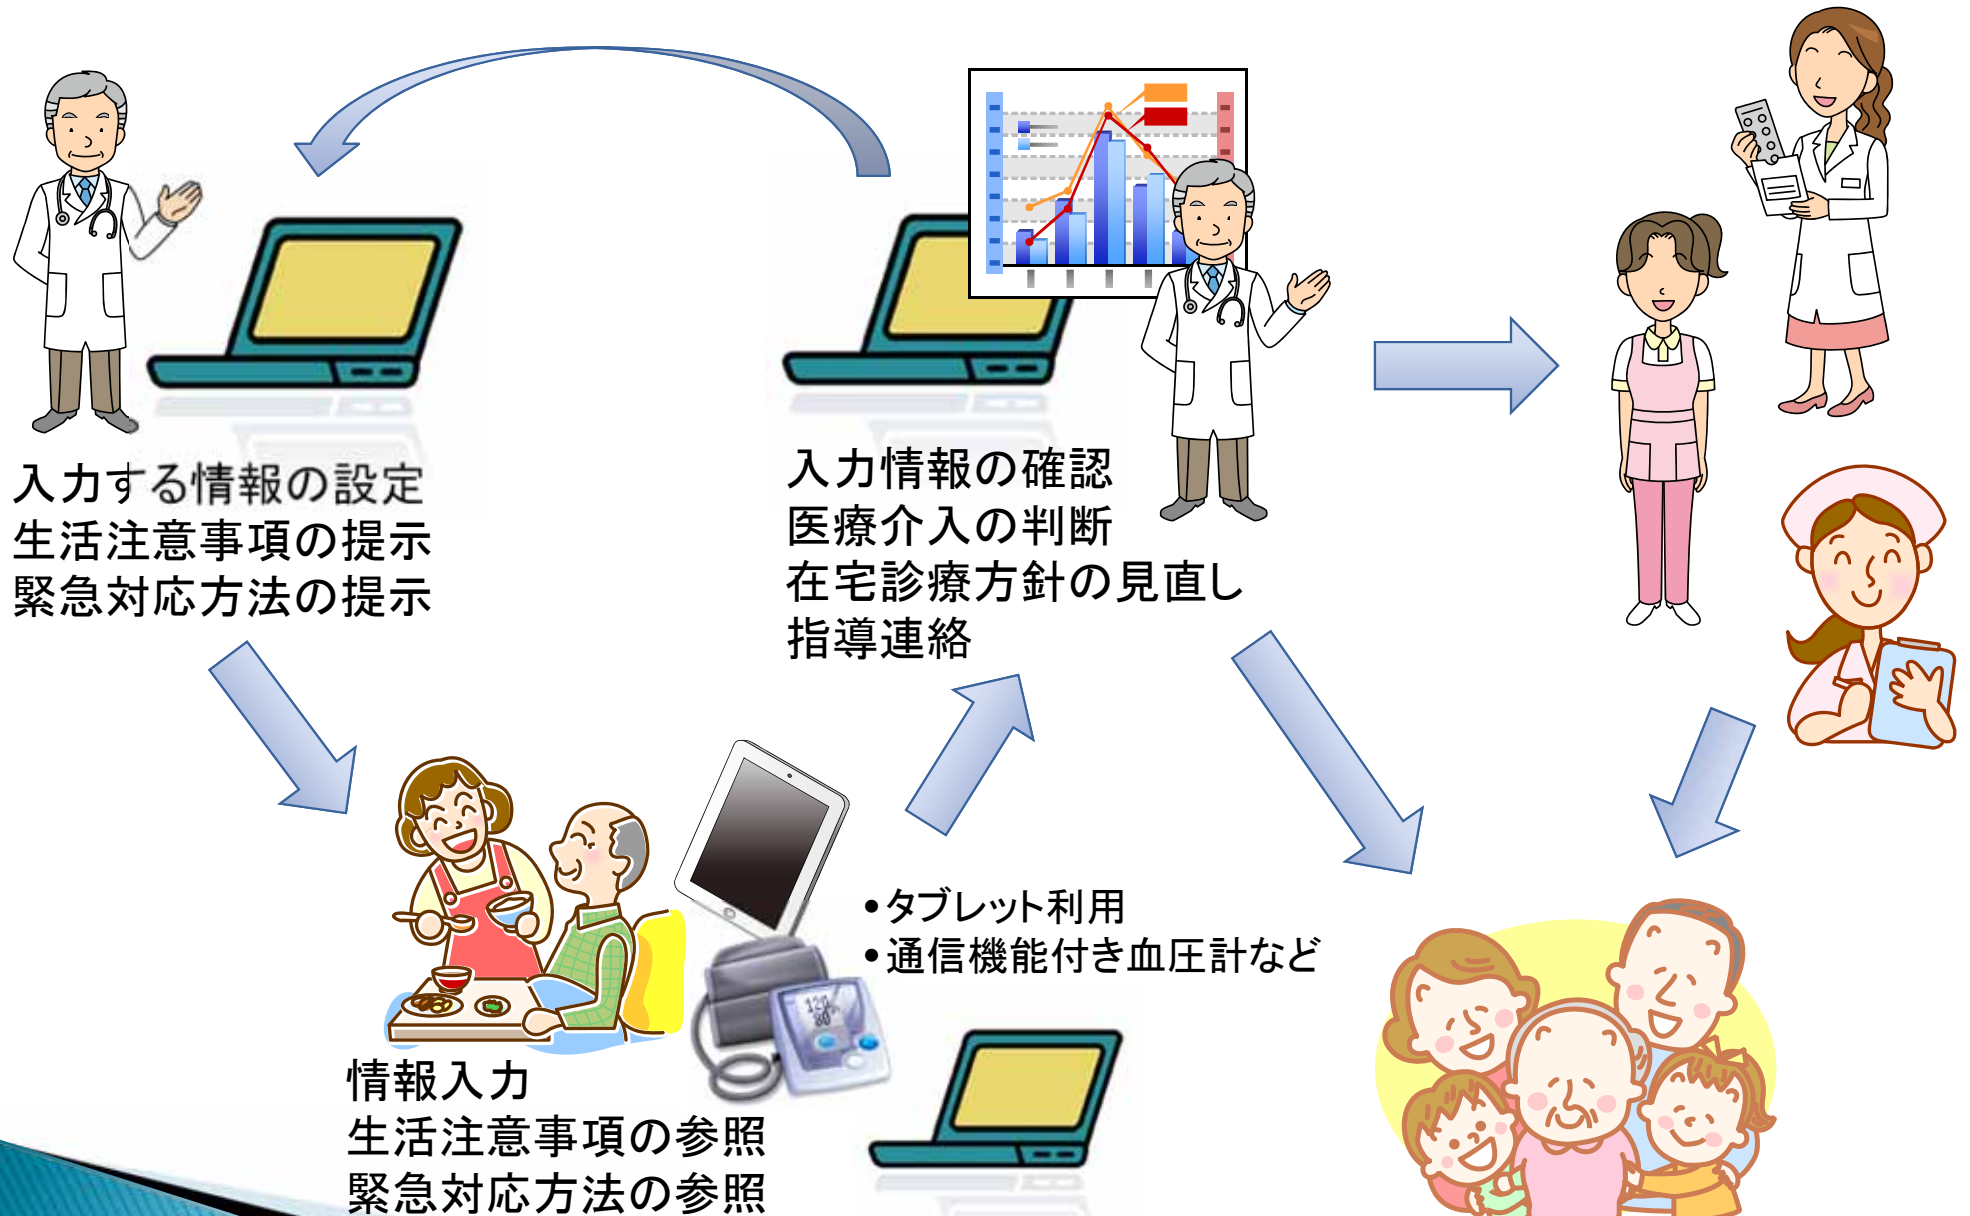 入力する情報の設定
生活注意事項の提示
緊急対応方法の提示
入力情報の確認
医療介入の判断
在宅診療方針の見直し
指導連絡
•タブレット利用
•通信機能付き血圧計など
120
80
情報入力
生活注意事項の参照
緊急対応方法の参照